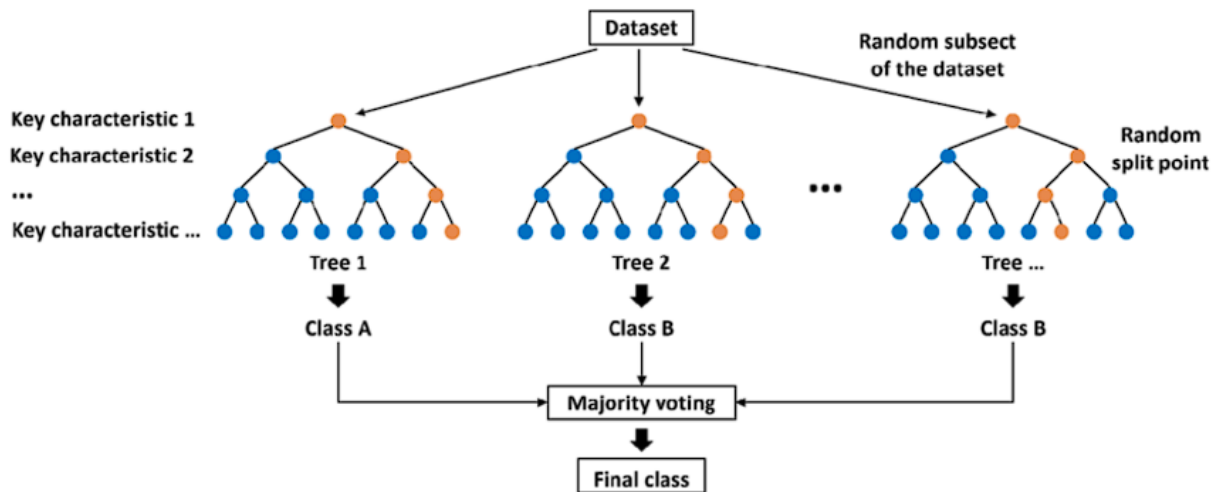 Dataset
Random subsect
of the dataset
Key characteristic 1
Random
split point
Key characteristic 2
...
...
Key characteristic ...
Tree 1
Tree 2
Tree ...
Class A
Class B
Class B
Majority voting
Final class